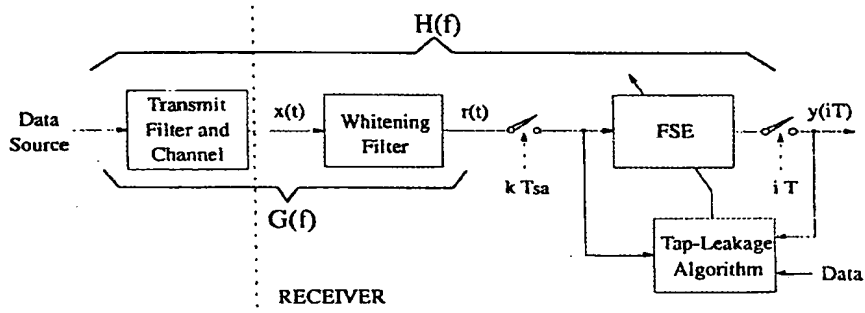 H(f)
Data
Source
Transmit
Filter and
Channel
x(t)
Whitening
Filter
r(t)
k Tsa
FSE
y(iT)
i T
G(f)
Tap-Leakage
Algorithm
Data
RECEIVER